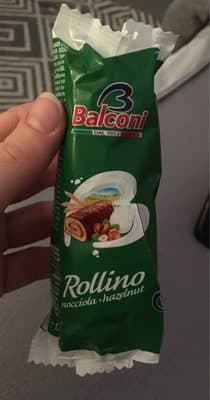 Balconi
DAL 1953
Rollino
nocciola • hazelnut